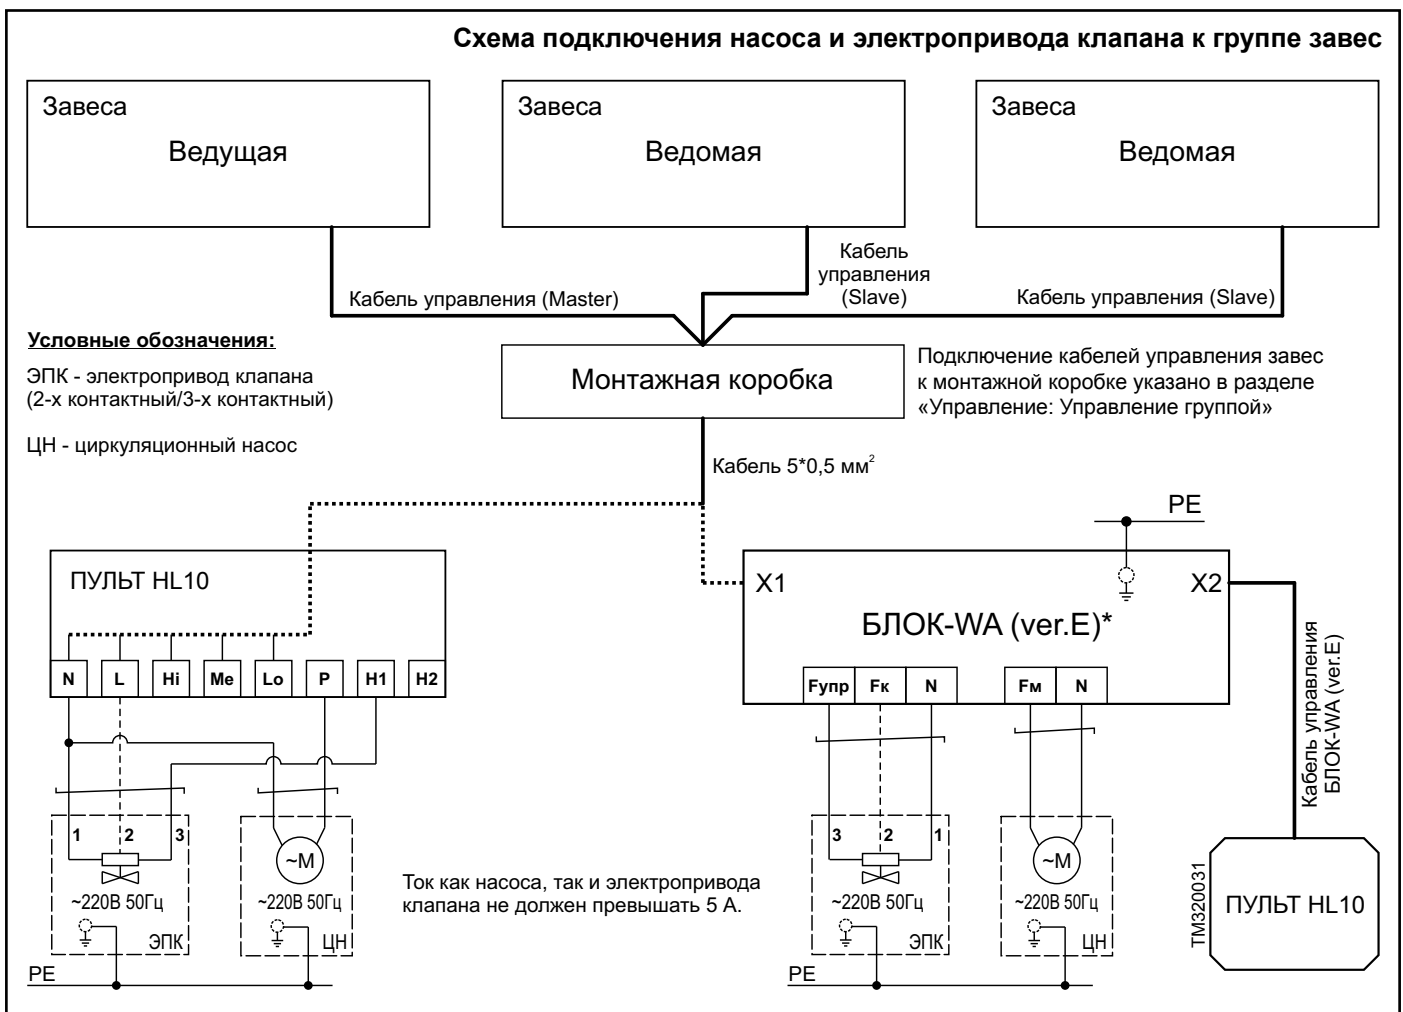 Схема подключения насоса и электропривода клапана к группе завес
Завеса
Ведущая
Завеса
Ведомая
Завеса
Ведомая
Кабель управления (Master)
Кабель
управления
(Slave)
Кабель управления (Slave)
Условные обозначения:
ЭПК - электропривод клапана
(2-х контактный/3-х контактный)
ЦН - циркуляционный насос
Монтажная коробка
Подключение кабелей управления завес
к монтажной коробке указано в разделе
«Управление: Управление группой»
Кабель 5*0,5 мм²
PE
ПУЛЬТ HL10
N L Hi Me Lo P H1 H2
X1
X2
БЛОК-WA (ver.E)*
Fупр Fк N
Fм N
Кабель управления
БЛОК-WA (ver.E)
1 2 3
~220В 50Гц
ЭПК
~М
~220В 50Гц
ЦН
PE
Ток как насоса, так и электропривода
клапана не должен превышать 5 А.
3 2 1
~220В 50Гц
ЭПК
~М
~220В 50Гц
ЦН
PE
ТМ320031
ПУЛЬТ HL10